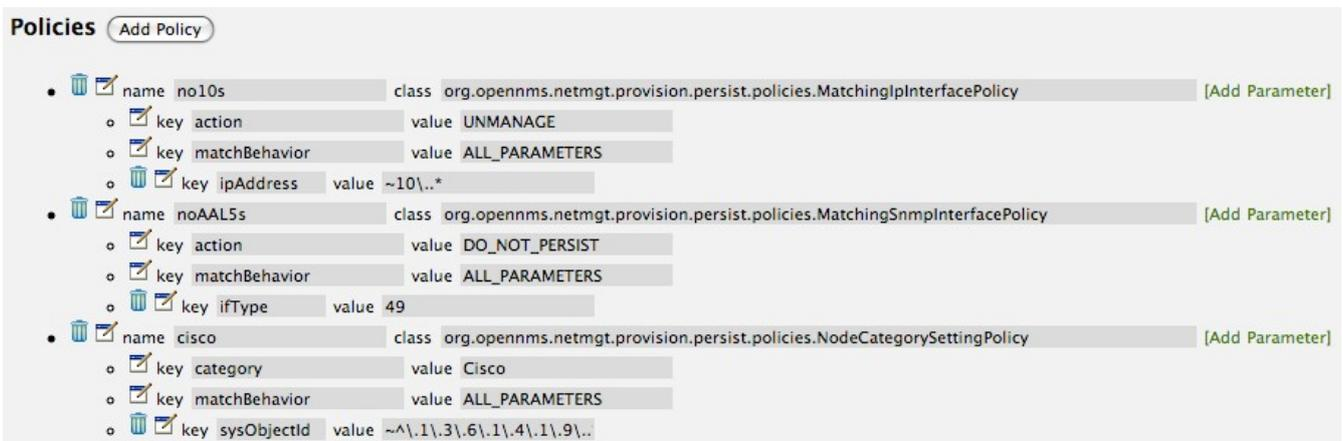 Policies Add Policy
name no10s class org.opennms.netmgt.provision.persist.policies.MatchingIpInterfacePolicy [Add Parameter]
key action value UNMANAGE
key matchBehavior value ALL_PARAMETERS
key ipAddress value ~10\..*
name noAAL5s class org.opennms.netmgt.provision.persist.policies.MatchingSnmpInterfacePolicy [Add Parameter]
key action value DO_NOT_PERSIST
key matchBehavior value ALL_PARAMETERS
key ifType value 49
name cisco class org.opennms.netmgt.provision.persist.policies.NodeCategorySettingPolicy [Add Parameter]
key category value Cisco
key matchBehavior value ALL_PARAMETERS
key sysObjectId value ~^\.1\.3\.6\.1\.4\.1\.9\..